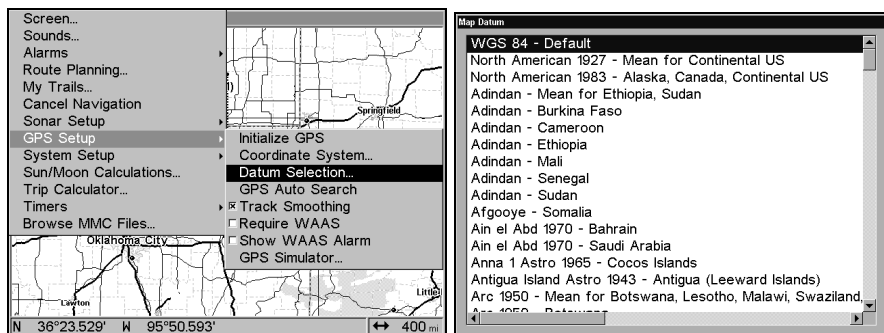 Screen...
Sounds...
Alarms
Route Planning...
My Trails...
Cancel Navigation
Sonar Setup
GPS Setup
System Setup
Sun/Moon Calculations...
Trip Calculator...
Timers
Browse MMC Files...
Initialize GPS
Coordinate System...
Datum Selection...
GPS Auto Search
Track Smoothing
Require WAAS
Show WAAS Alarm
GPS Simulator...
Springfield
Oklahoma City
Lawton
Little
N 36°23.529' W 95°50.593' 400 mi
Map Datum
WGS 84 - Default
North American 1927 - Mean for Continental US
North American 1983 - Alaska, Canada, Continental US
Adindan - Mean for Ethiopia, Sudan
Adindan - Burkina Faso
Adindan - Cameroon
Adindan - Ethiopia
Adindan - Mali
Adindan - Senegal
Adindan - Sudan
Afgooye - Somalia
Ain el Abd 1970 - Bahrain
Ain el Abd 1970 - Saudi Arabia
Anna 1 Astro 1965 - Cocos Islands
Antigua Island Astro 1943 - Antigua (Leeward Islands)
Arc 1950 - Mean for Botswana, Lesotho, Malawi, Swaziland,
Arc 1950 - Botswana